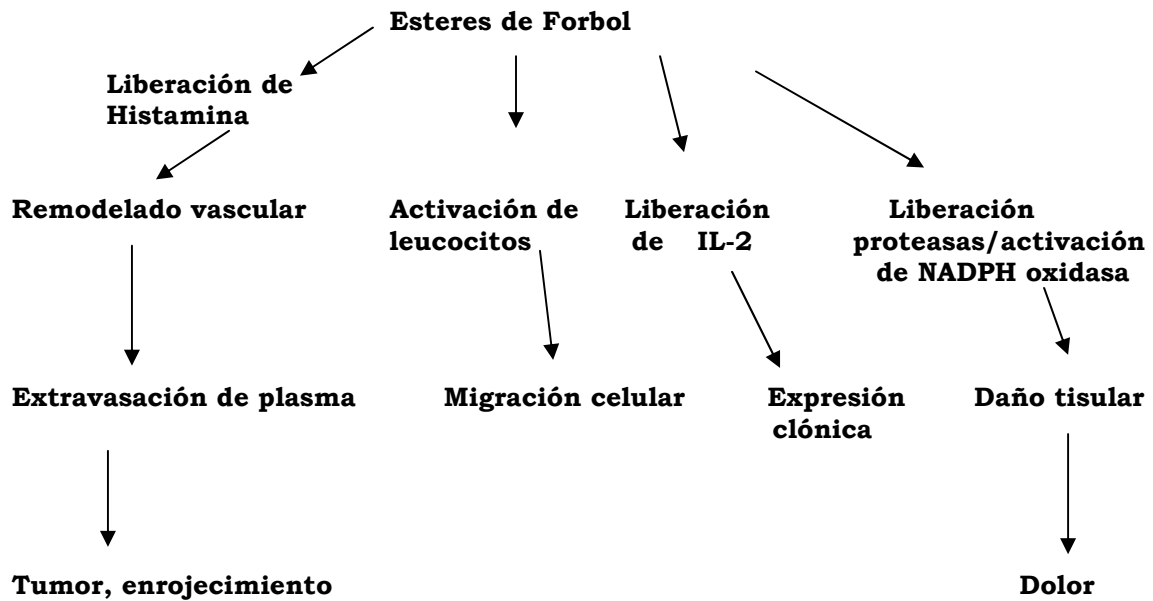 Esteres de Forbol
Liberación de
Histamina
Remodelado vascular
Activación de
leucocitos
Liberación
de IL-2
Liberación
proteasas/activación
de NADPH oxidasa
Extravasación de plasma
Migración celular
Expresión
clónica
Daño tisular
Tumor, enrojecimiento
Dolor